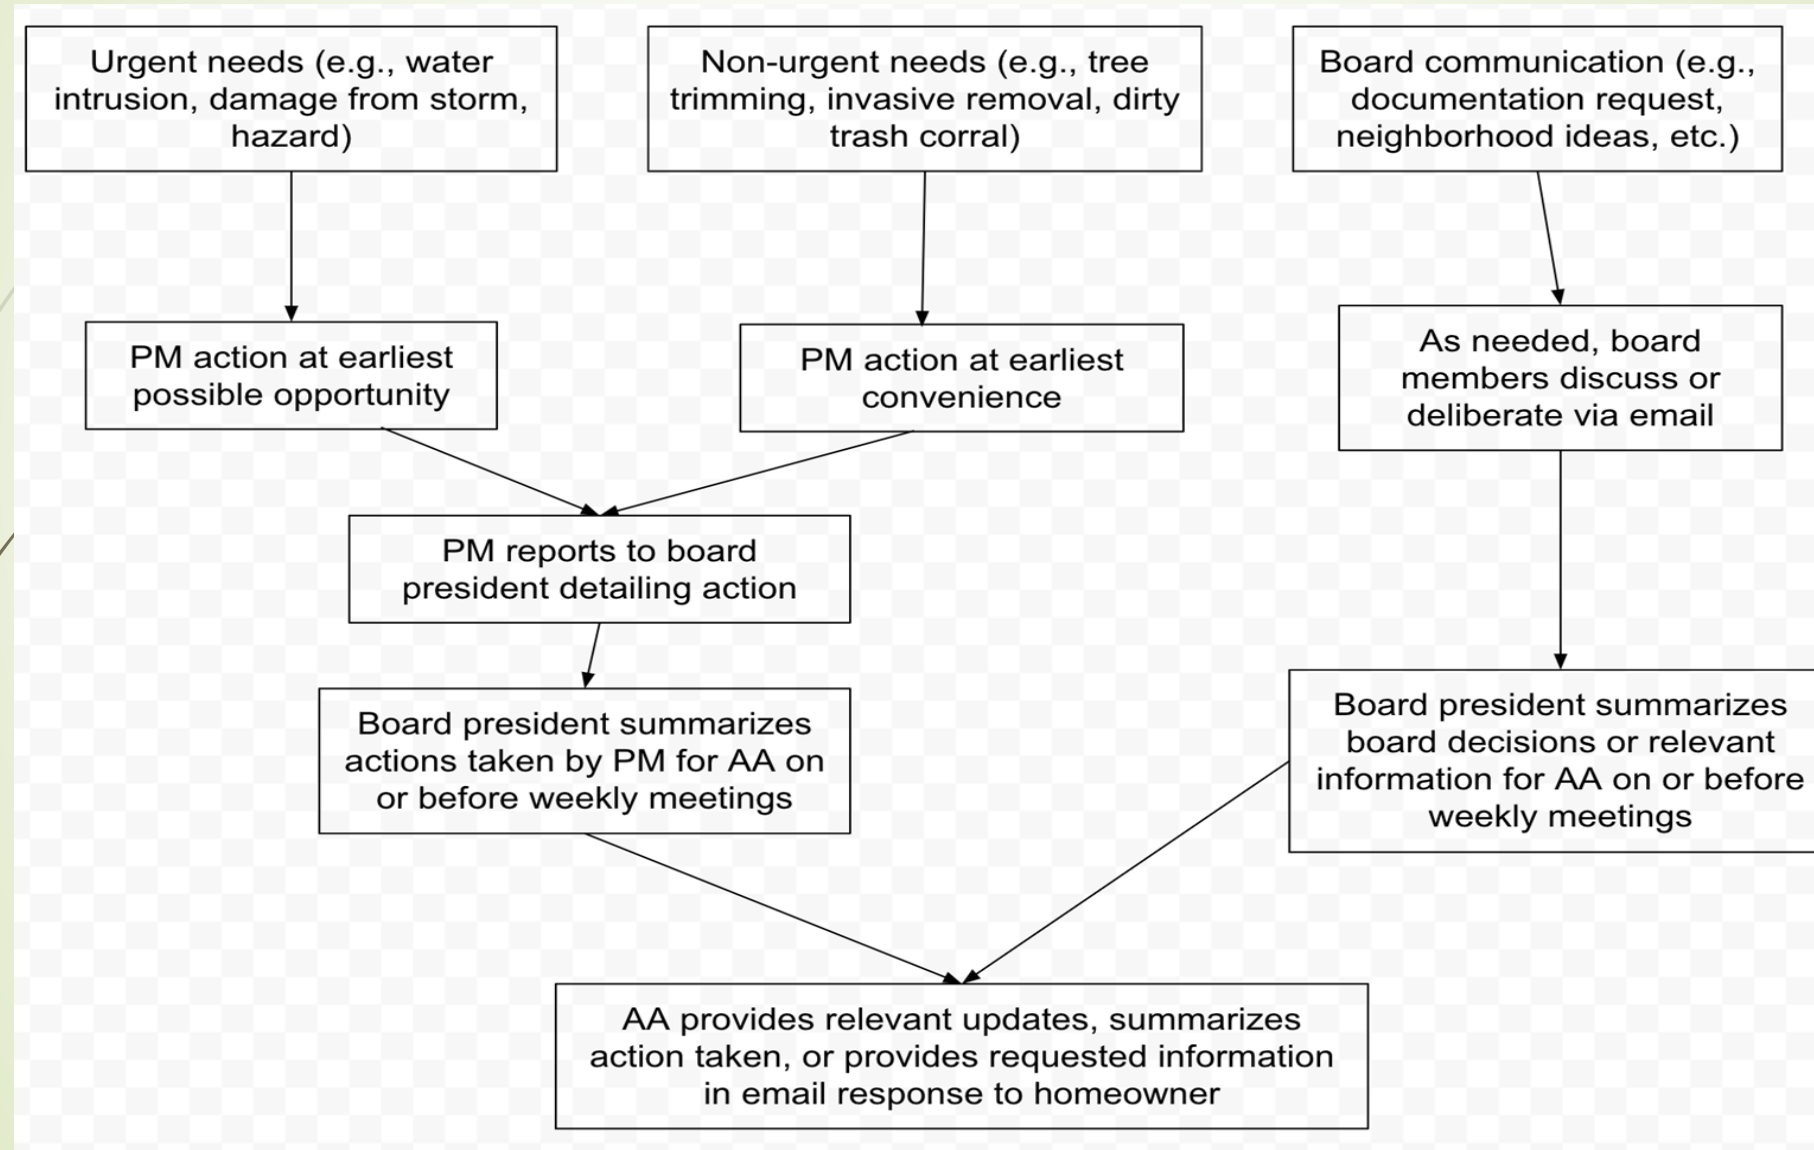 Urgent needs (e.g., water
intrusion, damage from storm,
hazard)
Non-urgent needs (e.g., tree
trimming, invasive removal, dirty
trash corral)
Board communication (e.g.,
documentation request,
neighborhood ideas, etc.)
PM action at earliest
possible opportunity
PM action at earliest
convenience
As needed, board
members discuss or
deliberate via email
PM reports to board
president detailing action
Board president summarizes
actions taken by PM for AA on
or before weekly meetings
Board president summarizes
board decisions or relevant
information for AA on or before
weekly meetings
AA provides relevant updates, summarizes
action taken, or provides requested information
in email response to homeowner